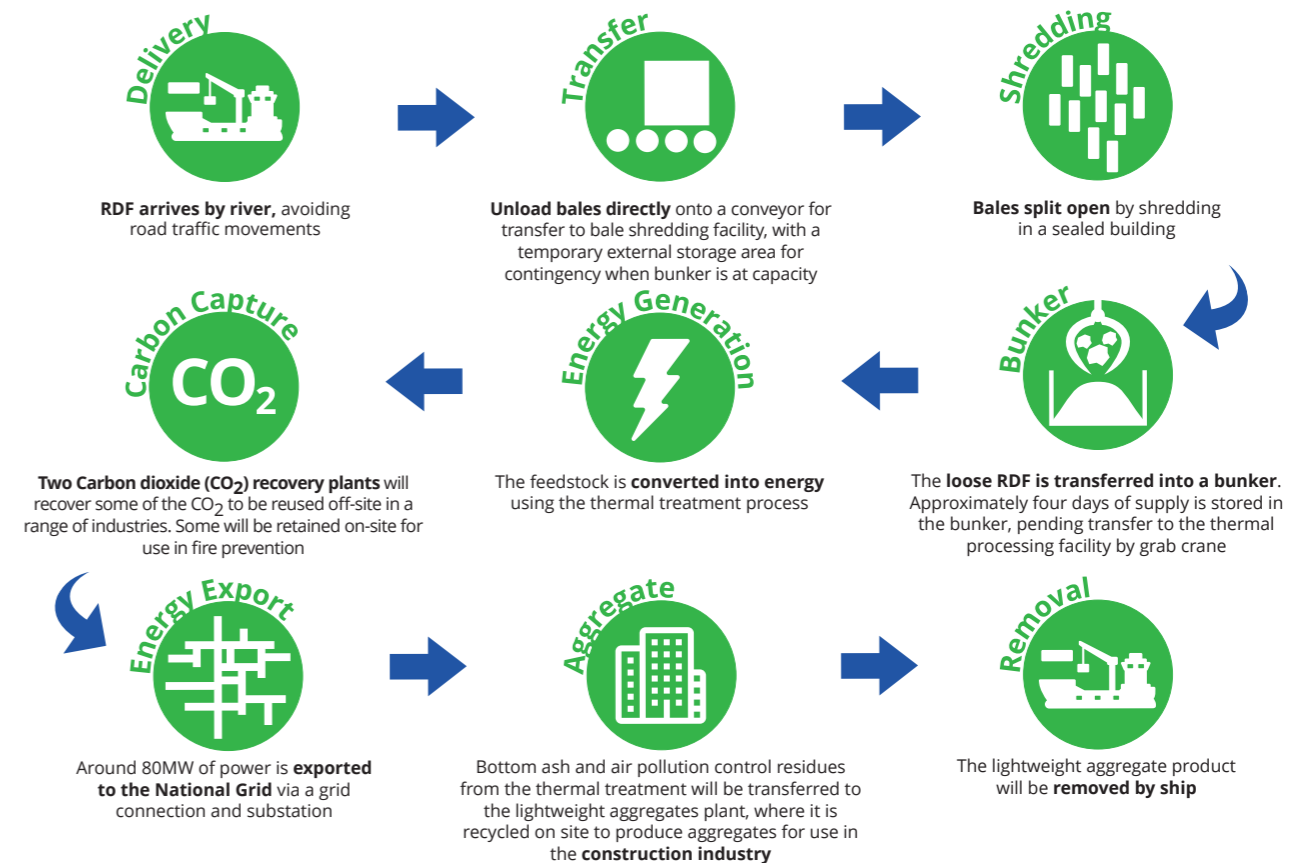 Delivery
RDF arrives by river, avoiding
road traffic movements
Transfer
Unload bales directly onto a conveyor for
transfer to bale shredding facility, with a
temporary external storage area for
contingency when bunker is at capacity
Shredding
Bales split open by shredding
in a sealed building
Bunker
The loose RDF is transferred into a bunker.
Approximately four days of supply is stored in
the bunker, pending transfer to the thermal
processing facility by grab crane
Energy Generation
The feedstock is converted into energy
using the thermal treatment process
Carbon Capture
CO2
Two Carbon dioxide (CO2) recovery plants will
recover some of the CO2 to be reused off-site in a
range of industries. Some will be retained on-site for
use in fire prevention
Energy Export
Around 80MW of power is exported
to the National Grid via a grid
connection and substation
Aggregate
Bottom ash and air pollution control residues
from the thermal treatment will be transferred to
the lightweight aggregates plant, where it is
recycled on site to produce aggregates for use in
the construction industry
Removal
The lightweight aggregate product
will be removed by ship